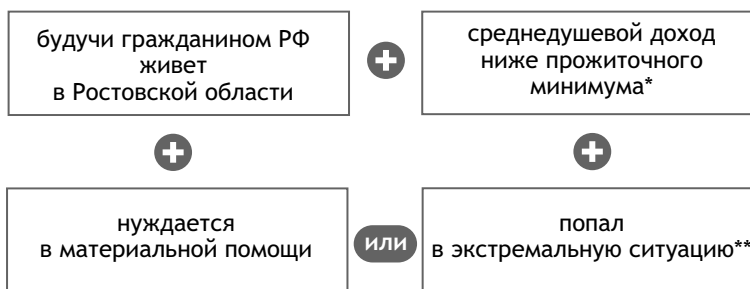 будучи гражданином РФ
живет
в Ростовской области
среднедушевой доход
ниже прожиточного
минимума*
нуждается
в материальной помощи
или
попал
в экстремальную ситуацию**